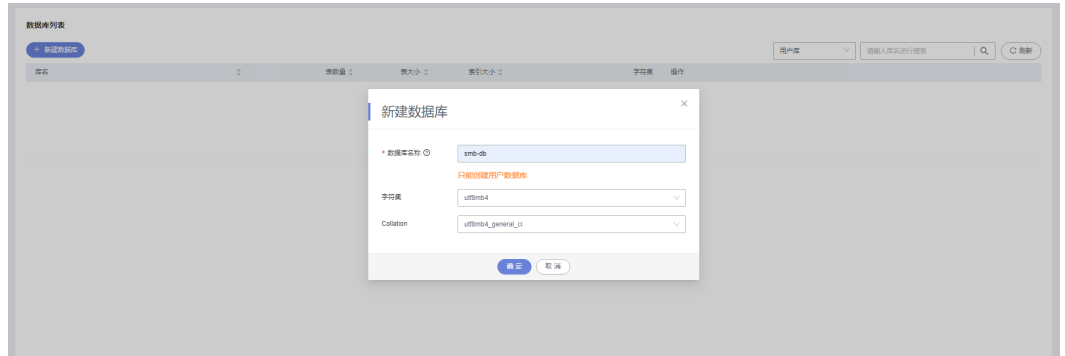 数据库列表
+ 新建数据库
用户库
请输入库名进行搜索
刷新
库名 表数量 表大小 索引大小 字符集 操作
新建数据库
* 数据库名称
smb-db
只能创建用户数据库
字符集
utf8mb4
Collation
utf8mb4_general_ci
确定 取消